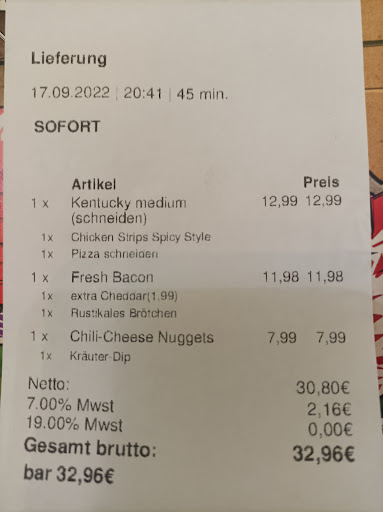 Lieferung
17.09.2022 | 20:41 | 45 min.
SOFORT
Artikel Preis
1 x Kentucky medium 12,99 12,99
(schneiden)
1x Chicken Strips Spicy Style
1x Pizza schneiden
1 x Fresh Bacon 11,98 11,98
1x extra Cheddar(1,99)
1x Rustikales Brötchen
1 x Chili-Cheese Nuggets 7,99 7,99
1x Kräuter-Dip
Netto: 30,80€
7.00% Mwst 2,16€
19.00% Mwst 0,00€
Gesamt brutto: 32,96€
bar 32,96€